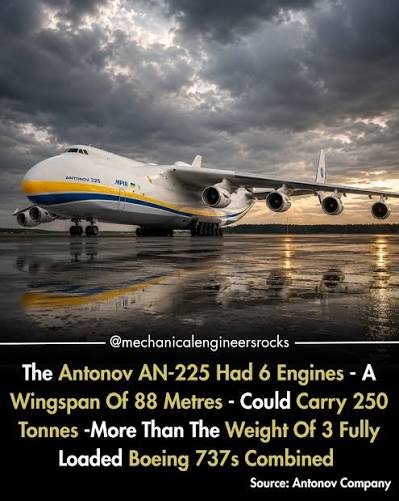 ANTONOV 225
МРІЯ
@mechanicalengineersrocks
The Antonov AN-225 Had 6 Engines - A
Wingspan Of 88 Metres - Could Carry 250
Tonnes -More Than The Weight Of 3 Fully
Loaded Boeing 737s Combined
Source: Antonov Company